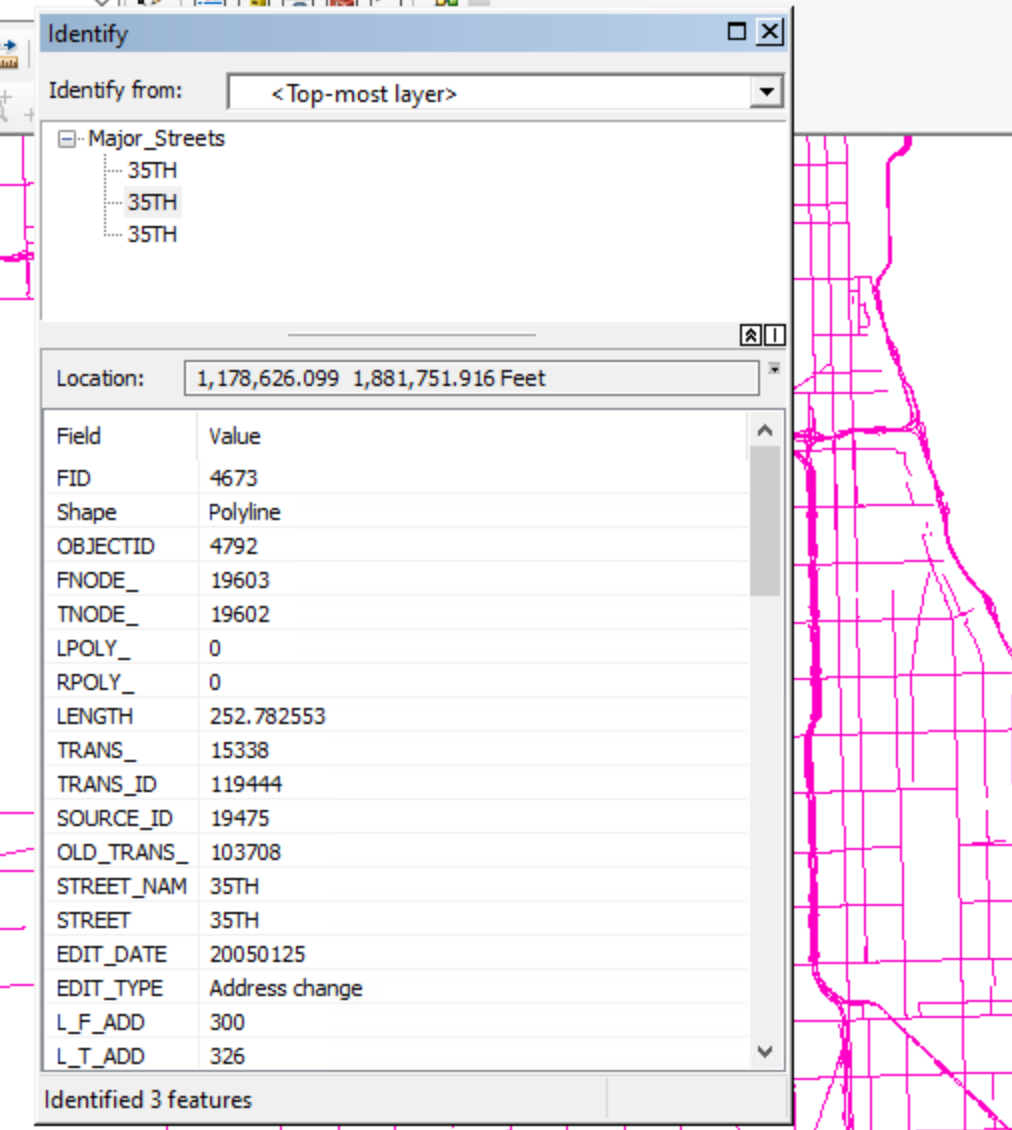 Identify
Identify from: <Top-most layer>
Major_Streets
35TH
35TH
35TH
Location: 1,178,626.099 1,881,751.916 Feet
Field Value
FID 4673
Shape Polyline
OBJECTID 4792
FNODE_ 19603
TNODE_ 19602
LPOLY_ 0
RPOLY_ 0
LENGTH 252.782553
TRANS_ 15338
TRANS_ID 119444
SOURCE_ID 19475
OLD_TRANS_ 103708
STREET_NAM 35TH
STREET 35TH
EDIT_DATE 20050125
EDIT_TYPE Address change
L_F_ADD 300
L_T_ADD 326
Identified 3 features